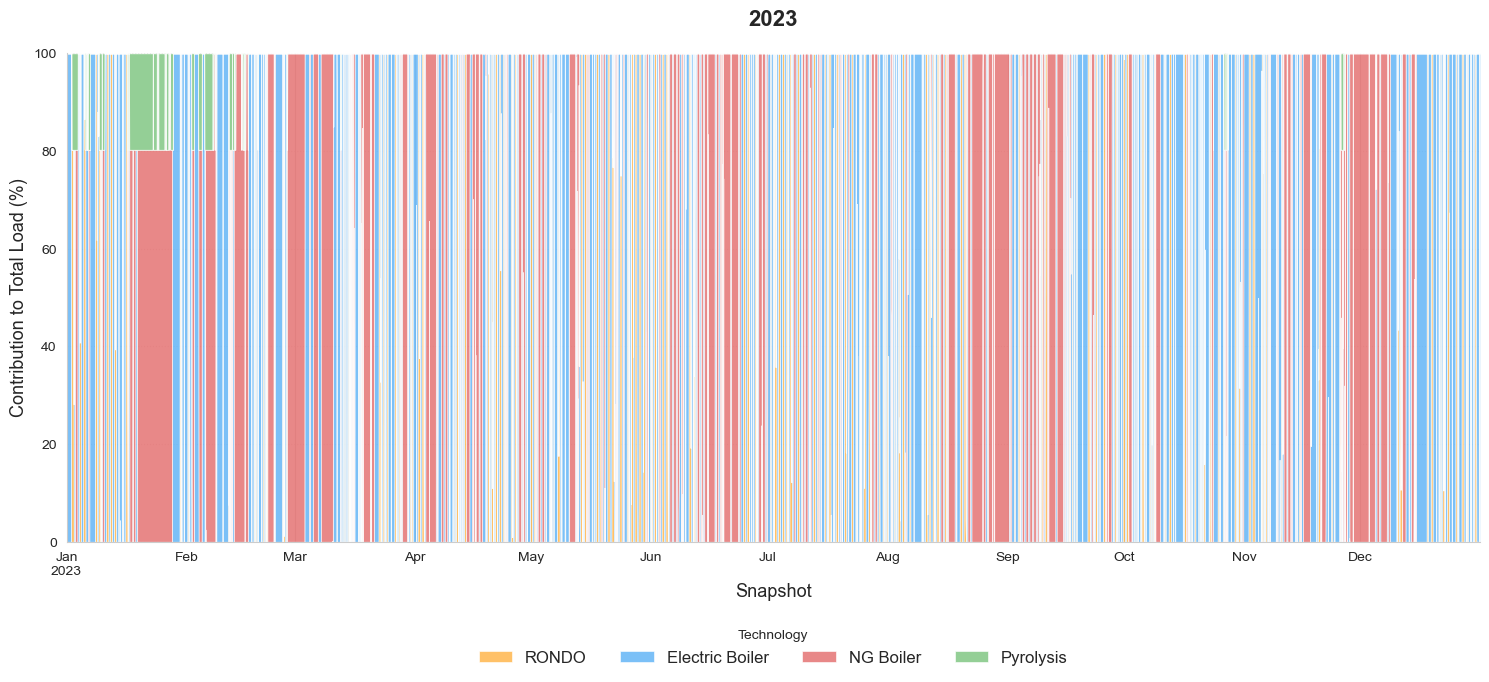 2023
Contribution to Total Load (%)
100
80
60
40
20
0
Jan Feb Mar Apr May Jun Jul Aug Sep Oct Nov Dec
2023
Snapshot
Technology
RONDO Electric Boiler NG Boiler Pyrolysis